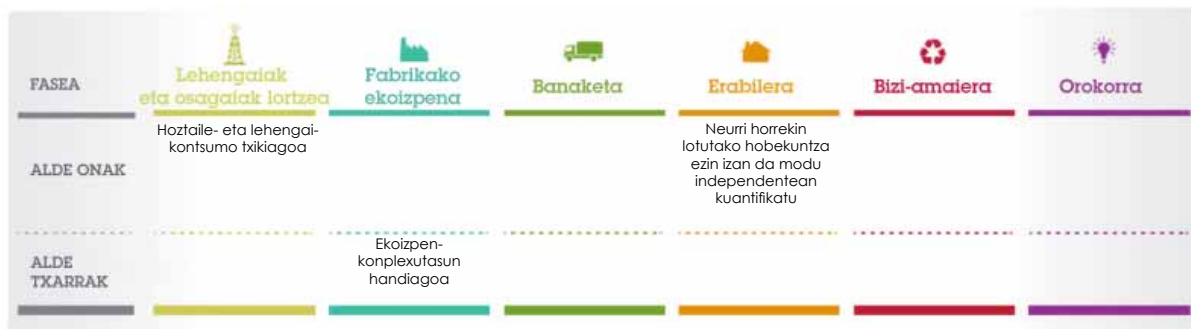 FASEA
Lehengaiak
eta osagaiak lortzea
Fabrikako
ekoizpena
Banaketa
Erabilera
Bizi-amaiera
Orokorra
ALDE ONAK
Hoztaile- eta lehengai-
kontsumo txikiagoa
Neurri horrekin
lotutako hobekuntza
ezin izan da modu
independentean
kuantifikatu
ALDE
TXARRAK
Ekoizpen-
konplexutasun
handiagoa